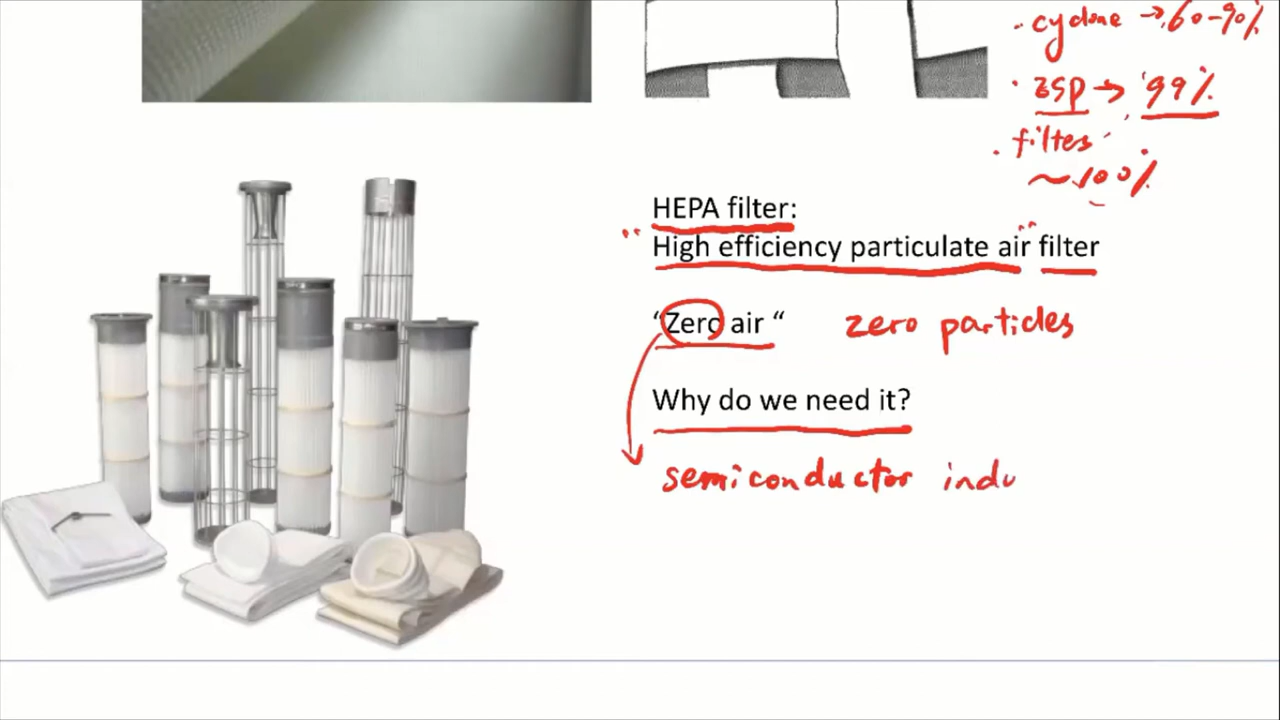 · cyclone → 60-90%
· ESP → 99%
· filtes
~100%
HEPA filter:
" High efficiency particulate air " filter
“Zero air “ zero particles
Why do we need it?
semiconductor indu